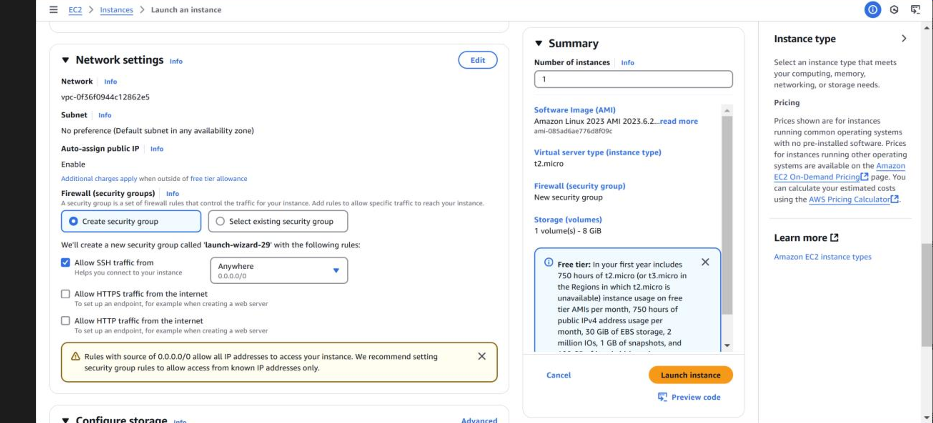 EC2 > Instances > Launch an instance
Network settings Info
Edit
Network Info
vpc-0f36f0944c12862e5
Subnet Info
No preference (Default subnet in any availability zone)
Auto-assign public IP Info
Enable
Additional charges apply when outside of free tier allowance
Firewall (security groups) Info
A security group is a set of firewall rules that control the traffic for your instance. Add rules to allow specific traffic to reach your instance.
Create security group
Select existing security group
We'll create a new security group called 'launch-wizard-29' with the following rules:
Allow SSH traffic from
Helps you connect to your instance
Anywhere
0.0.0.0/0
Allow HTTPS traffic from the internet
To set up an endpoint, for example when creating a web server
Allow HTTP traffic from the internet
To set up an endpoint, for example when creating a web server
Rules with source of 0.0.0.0/0 allow all IP addresses to access your instance. We recommend setting
security group rules to allow access from known IP addresses only.
Configure storage Info
Advanced
Summary
Number of instances Info
1
Software Image (AMI)
Amazon Linux 2023 AMI 2023.6.2...read more
ami-085ad6ae776d8f09c
Virtual server type (instance type)
t2.micro
Firewall (security group)
New security group
Storage (volumes)
1 volume(s) - 8 GiB
Free tier: In your first year includes
750 hours of t2.micro (or t3.micro in
the Regions in which t2.micro is
unavailable) instance usage on free
tier AMIs per month, 750 hours of
public IPv4 address usage per
month, 30 GiB of EBS storage, 2
million IOs, 1 GB of snapshots, and
Cancel
Launch instance
Preview code
Instance type
Select an instance type that meets
your computing, memory,
networking, or storage needs.
Pricing
Prices shown are for instances
running common operating systems
with no pre-installed software. Prices
for instances running other operating
systems are available on the Amazon
EC2 On-Demand Pricing page. You
can calculate your estimated costs
using the AWS Pricing Calculator.
Learn more
Amazon EC2 instance types